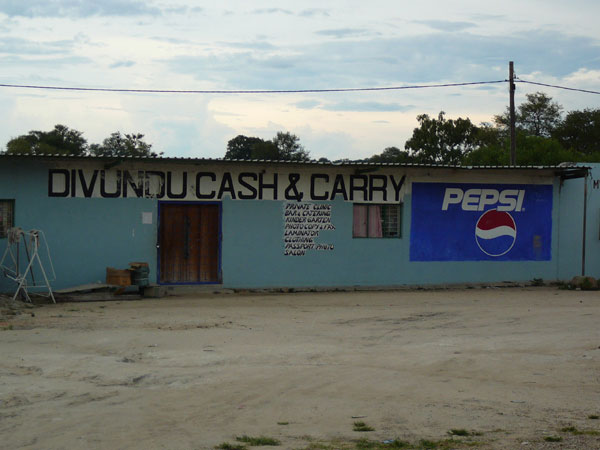 DIVUNDU CASH & CARRY
PRIVATE CLINIC
BAR & CATERING
KINDER GARTEN
PHOTO COPY & FAX
LAMINATOR
CLOTHING
PASSPORT PHOTO
SALON
PEPSI